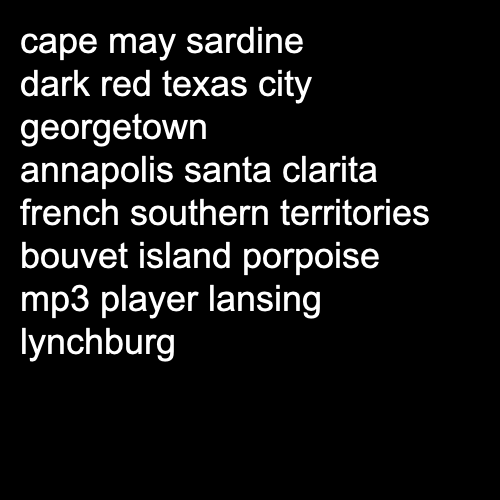 cape may sardine
dark red texas city
georgetown
annapolis santa clarita
french southern territories
bouvet island porpoise
mp3 player lansing
lynchburg